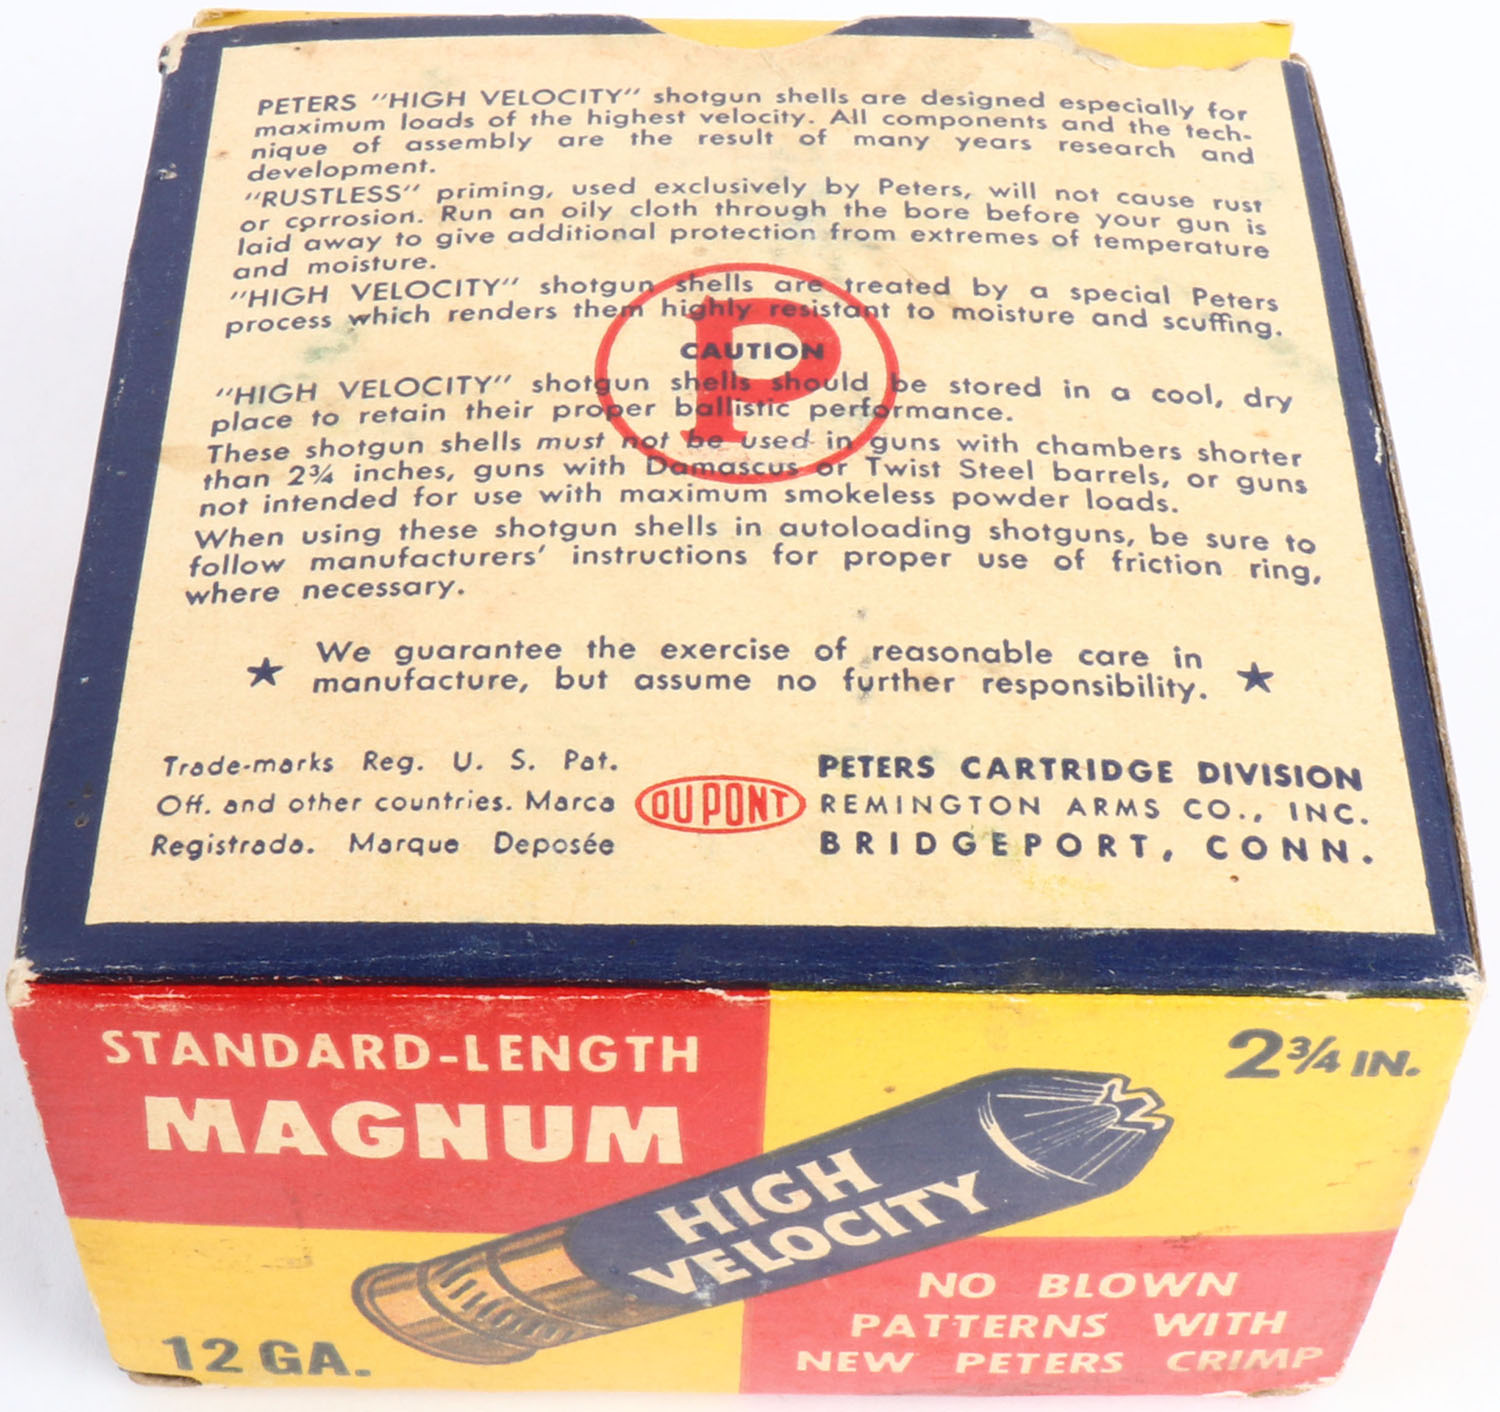 PETERS "HIGH VELOCITY" shotgun shells are designed especially for
maximum loads of the highest velocity. All components and the tech-
nique of assembly are the result of many years research and
development.
"RUSTLESS" priming, used exclusively by Peters, will not cause rust
or corrosion. Run an oily cloth through the bore before your gun is
laid away to give additional protection from extremes of temperature
and moisture.
"HIGH VELOCITY" shotgun shells are treated by a special Peters
process which renders them highly resistant to moisture and scuffing.
P
CAUTION
"HIGH VELOCITY" shotgun shells should be stored in a cool, dry
place to retain their proper ballistic performance.
These shotgun shells must not be used in guns with chambers shorter
than 2¾ inches, guns with Damascus or Twist Steel barrels, or guns
not intended for use with maximum smokeless powder loads.
When using these shotgun shells in autoloading shotguns, be sure to
follow manufacturers' instructions for proper use of friction ring,
where necessary.
★ We guarantee the exercise of reasonable care in
manufacture, but assume no further responsibility. ★
Trade-marks Reg. U. S. Pat.
Off. and other countries. Marca
Registrada. Marque Deposée
DU PONT
PETERS CARTRIDGE DIVISION
REMINGTON ARMS CO., INC.
BRIDGEPORT, CONN.
STANDARD-LENGTH
MAGNUM
2¾ IN.
HIGH
VELOCITY
12 GA.
NO BLOWN
PATTERNS WITH
NEW PETERS CRIMP